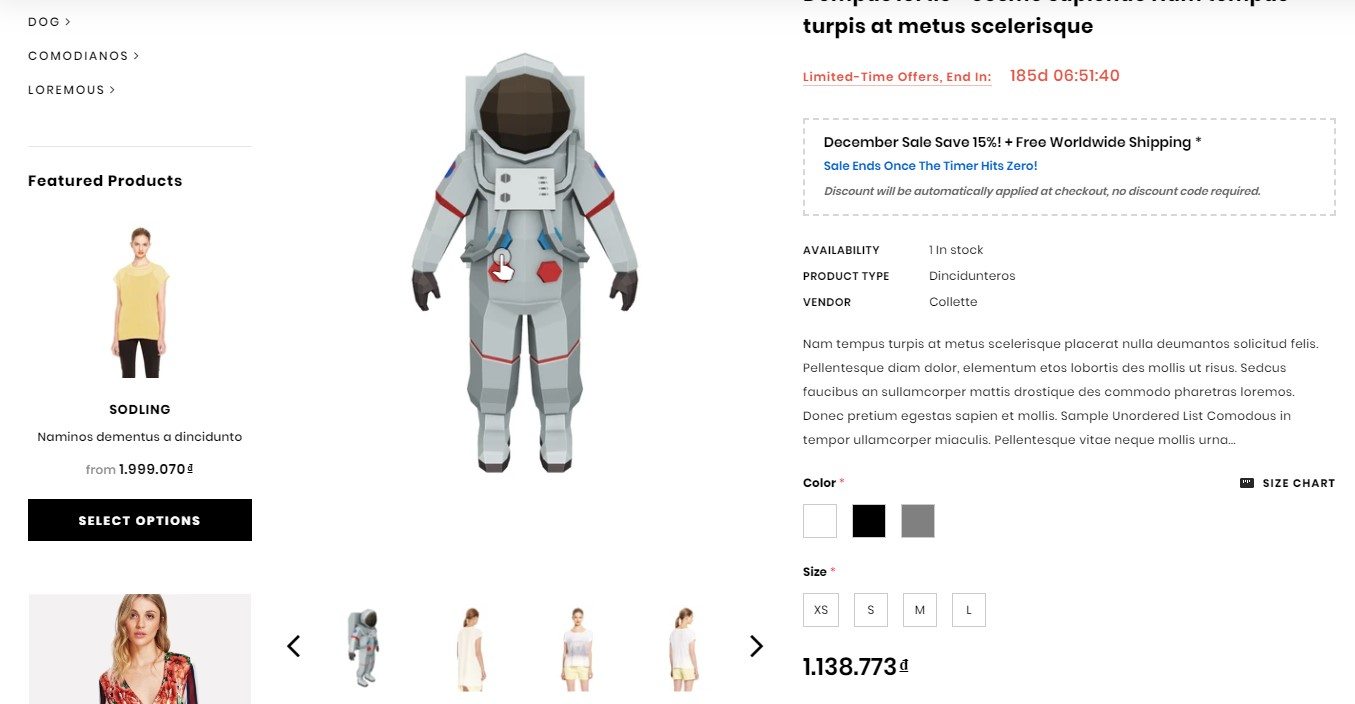 DOG >
COMODIANOS >
LOREMOUS >
Featured Products
SODLING
Naminos dementus a dincidunto
from 1.999.070₫
SELECT OPTIONS
turpis at metus scelerisque
Limited-Time Offers, End In: 185d 06:51:40
December Sale Save 15%! + Free Worldwide Shipping *
Sale Ends Once The Timer Hits Zero!
Discount will be automatically applied at checkout, no discount code required.
AVAILABILITY 1 In stock
PRODUCT TYPE Dincidunteros
VENDOR Collette
Nam tempus turpis at metus scelerisque placerat nulla deumantos solicitud felis.
Pellentesque diam dolor, elementum etos lobortis des mollis ut risus. Sedcus
faucibus an sullamcorper mattis drostique des commodo pharetras loremos.
Donec pretium egestas sapien et mollis. Sample Unordered List Comodous in
tempor ullamcorper miaculis. Pellentesque vitae neque mollis urna...
Color * SIZE CHART
Size *
XS S M L
1.138.773₫